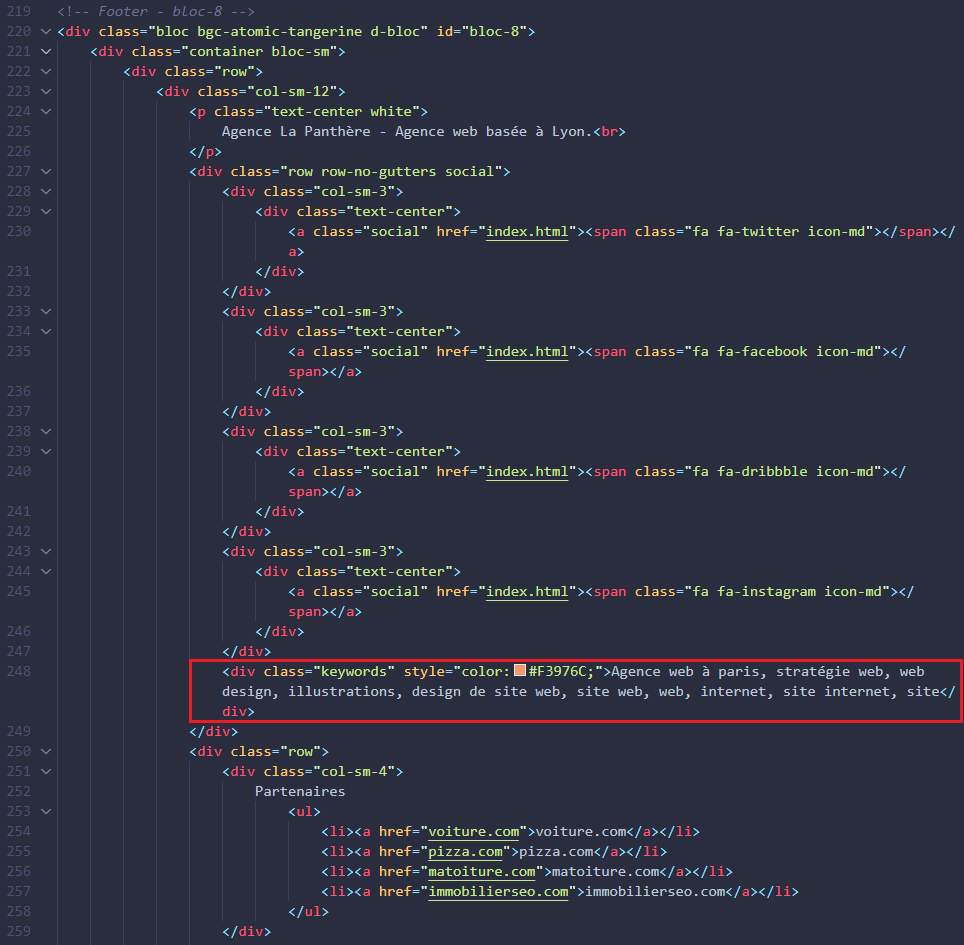 219 <!-- Footer - bloc-8 -->
220 <div class="bloc bgc-atomic-tangerine d-bloc" id="bloc-8">
221 <div class="container bloc-sm">
222 <div class="row">
223 <div class="col-sm-12">
224 <p class="text-center white">
225 Agence La Panthère - Agence web basée à Lyon.<br>
226 </p>
227 <div class="row row-no-gutters social">
228 <div class="col-sm-3">
229 <div class="text-center">
230 <a class="social" href="index.html"><span class="fa fa-twitter icon-md"></span></
a>
231 </div>
232 </div>
233 <div class="col-sm-3">
234 <div class="text-center">
235 <a class="social" href="index.html"><span class="fa fa-facebook icon-md"></
span></a>
236 </div>
237 </div>
238 <div class="col-sm-3">
239 <div class="text-center">
240 <a class="social" href="index.html"><span class="fa fa-dribbble icon-md"></
span></a>
241 </div>
242 </div>
243 <div class="col-sm-3">
244 <div class="text-center">
245 <a class="social" href="index.html"><span class="fa fa-instagram icon-md"></
span></a>
246 </div>
247 </div>
248 <div class="keywords" style="color:#F3976C;">Agence web à paris, stratégie web, web
design, illustrations, design de site web, site web, web, internet, site internet, site</
div>
249 </div>
250 <div class="row">
251 <div class="col-sm-4">
252 Partenaires
253 <ul>
254 <li><a href="voiture.com">voiture.com</a></li>
255 <li><a href="pizza.com">pizza.com</a></li>
256 <li><a href="matoiture.com">matoiture.com</a></li>
257 <li><a href="immobilierseo.com">immobilierseo.com</a></li>
258 </ul>
259 </div>